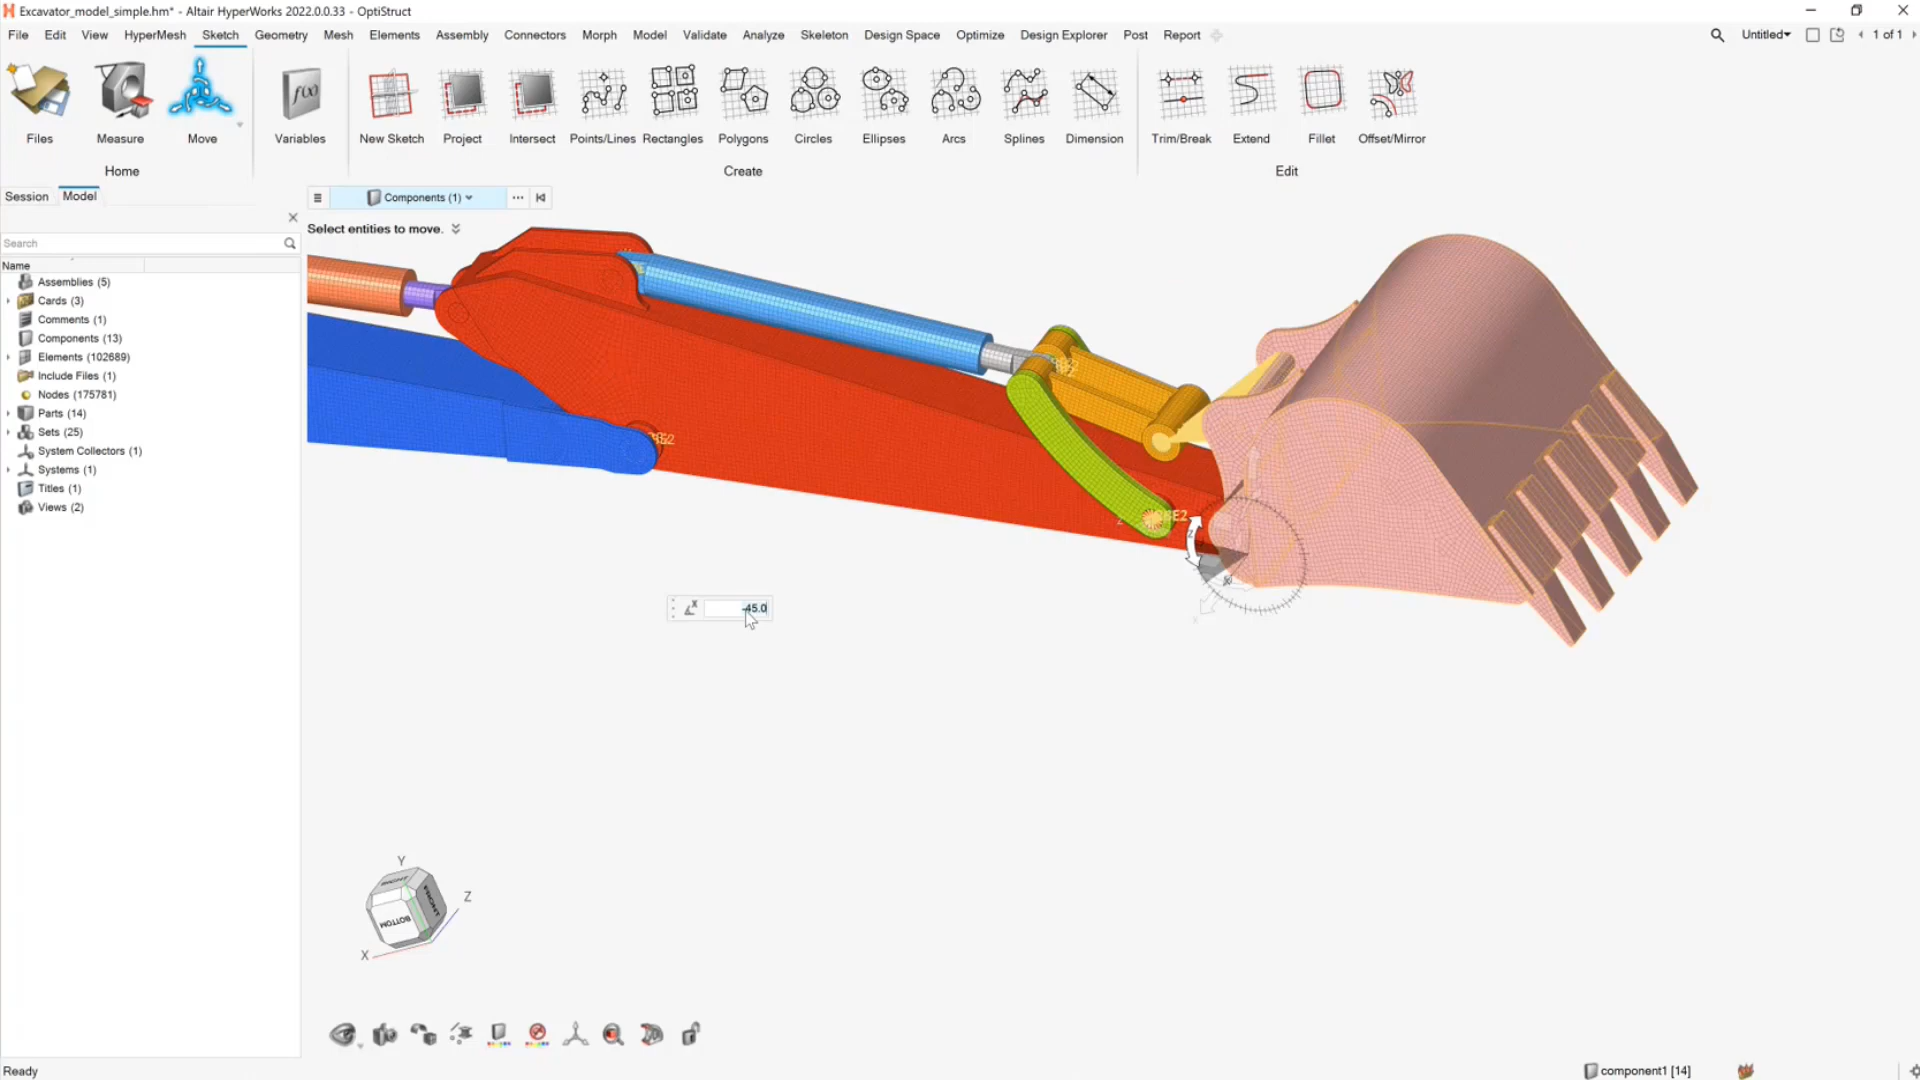 Excavator_model_simple.hm* - Altair HyperWorks 2022.0.0.33 - OptiStruct
File Edit View HyperMesh Sketch Geometry Mesh Elements Assembly Connectors Morph Model Validate Analyze Skeleton Design Space Optimize Design Explorer Post Report Untitled 1 of 1
f(x)
Files Measure Move Variables New Sketch Project Intersect Points/Lines Rectangles Polygons Circles Ellipses Arcs Splines Dimension Trim/Break Extend Fillet Offset/Mirror
Home Create Edit
Session Model
Components (1)
Select entities to move.
Search
Name
Assemblies (5)
Cards (3)
Comments (1)
Components (13)
Elements (102689)
Include Files (1)
Nodes (175781)
Parts (14)
Sets (25)
System Collectors (1)
Systems (1)
Titles (1)
Views (2)
X
-45.0
Y
Z
X
RIGHT
FRONT
BOTTOM
Ready
component1 [14]